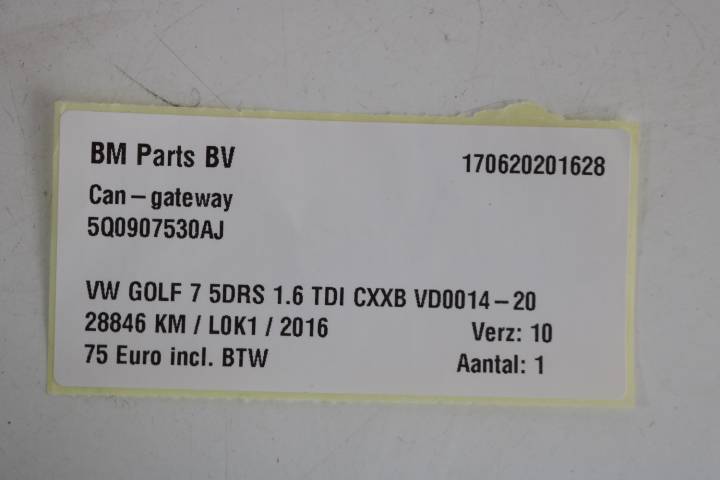 BM Parts BV 170620201628
Can-gateway
5Q0907530AJ
VW GOLF 7 5DRS 1.6 TDI CXXB VD0014-20
28846 KM / L0K1 / 2016 Verz: 10
75 Euro incl. BTW Aantal: 1